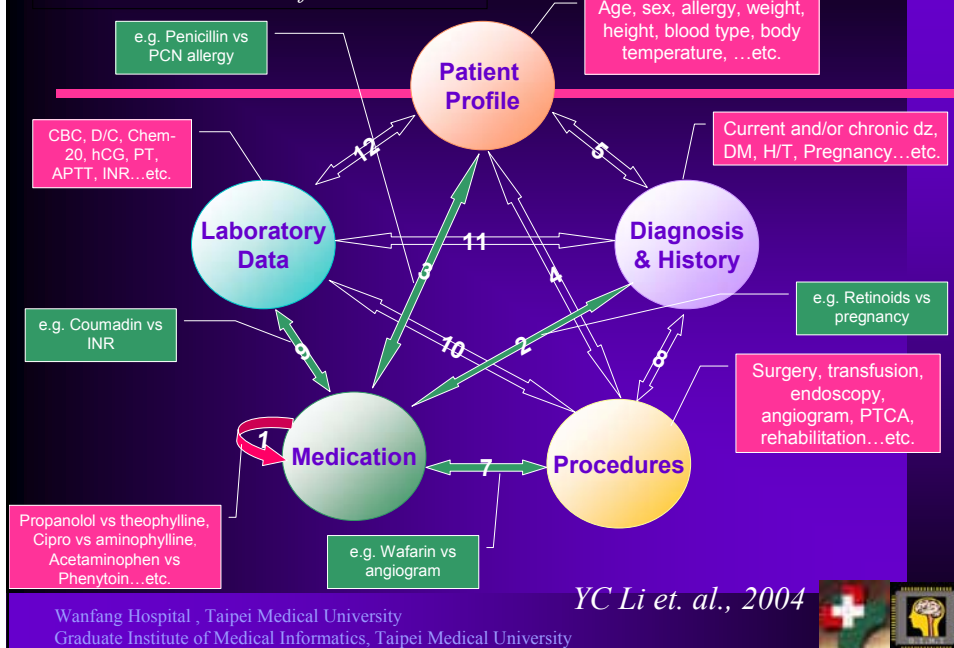 Age, sex, allergy, weight,
height, blood type, body
temperature, …etc.
e.g. Penicillin vs
PCN allergy
Patient
Profile
CBC, D/C, Chem-
20, hCG, PT,
APTT, INR…etc.
12
5
Current and/or chronic dz,
DM, H/T, Pregnancy…etc.
Laboratory
Data
11
Diagnosis
& History
3
4
e.g. Coumadin vs
INR
9
10
2
8
e.g. Retinoids vs
pregnancy
Surgery, transfusion,
endoscopy,
angiogram, PTCA,
rehabilitation…etc.
1
Medication
7
Procedures
Propanolol vs theophylline,
Cipro vs aminophylline,
Acetaminophen vs
Phenytoin…etc.
e.g. Wafarin vs
angiogram
YC Li et. al., 2004
Wanfang Hospital , Taipei Medical University
Graduate Institute of Medical Informatics, Taipei Medical University